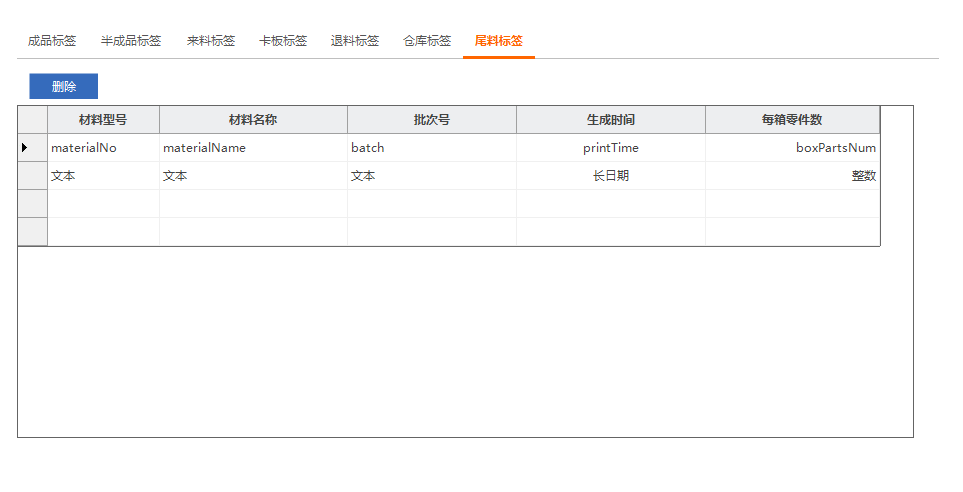 成品标签 半成品标签 来料标签 卡板标签 退料标签 仓库标签 尾料标签
删除
材料型号 材料名称 批次号 生成时间 每箱零件数
materialNo materialName batch printTime boxPartsNum
文本 文本 文本 长日期 整数